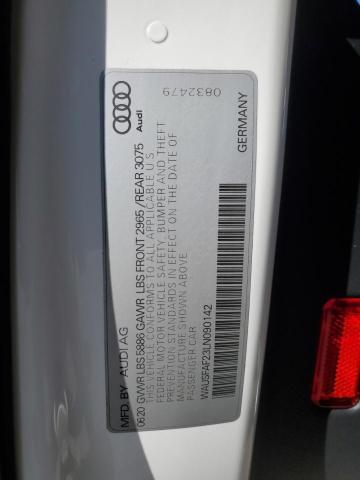 Audi
0832479
MFD. BY AUDI AG
06.20 GVWR LBS 5886 GAWR LBS FRONT 2965 /REAR 3075
THIS VEHICLE CONFORMS TO ALL APPLICABLE U S
FEDERAL MOTOR VEHICLE SAFETY, BUMPER AND THEFT
PREVENTION STANDARDS IN EFFECT ON THE DATE OF
MANUFACTURE SHOWN ABOVE
PASSENGER CAR
WAUSFAF23LN090142
GERMANY